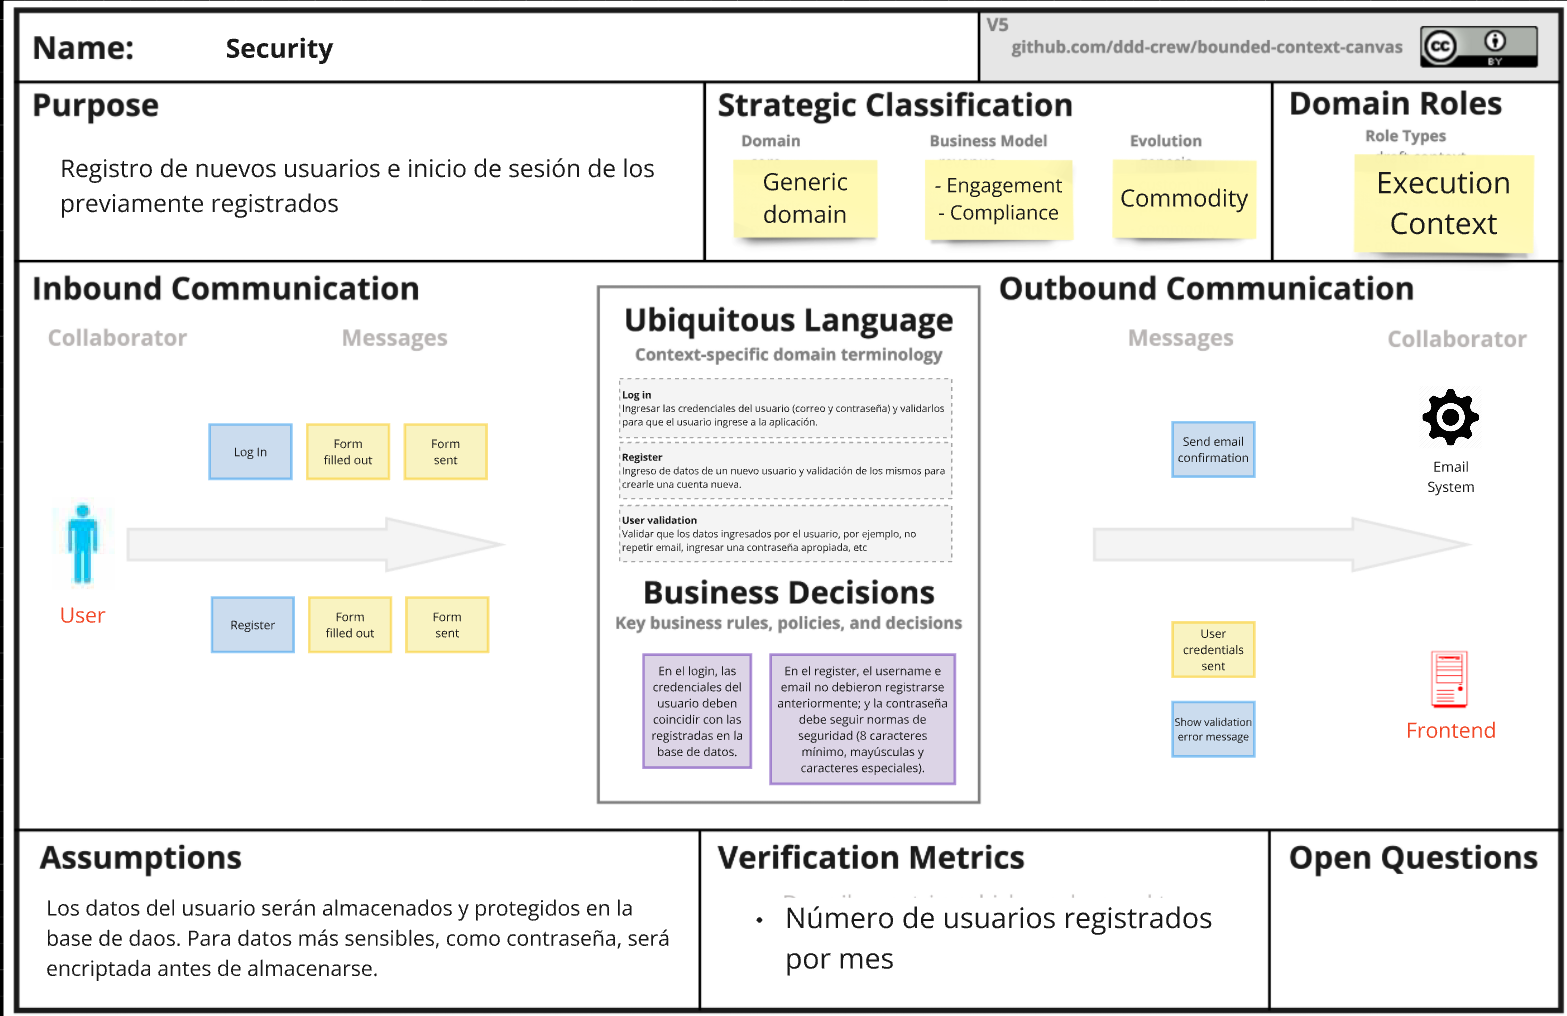 Name:
Security
V5
github.com/ddd-crew/bounded-context-canvas
cc
BY
Purpose
Registro de nuevos usuarios e inicio de sesión de los
previamente registrados
Strategic Classification
Domain
Generic
domain
Business Model
- Engagement
- Compliance
Evolution
Commodity
Domain Roles
Role Types
Execution
Context
Inbound Communication
Collaborator
Messages
Log In
Form
filled out
Form
sent
User
Register
Form
filled out
Form
sent
Ubiquitous Language
Context-specific domain terminology
Log in
Ingresar las credenciales del usuario (correo y contraseña) y validarlos
para que el usuario ingrese a la aplicación.
Register
Ingreso de datos de un nuevo usuario y validación de los mismos para
crearle una cuenta nueva.
User validation
Validar que los datos ingresados por el usuario, por ejemplo, no
repetir email, ingresar una contraseña apropiada, etc
Business Decisions
Key business rules, policies, and decisions
En el login, las
credenciales del
usuario deben
coincidir con las
registradas en la
base de datos.
En el register, el username e
email no debieron registrarse
anteriormente; y la contraseña
debe seguir normas de
seguridad (8 caracteres
mínimo, mayúsculas y
caracteres especiales).
Outbound Communication
Messages
Collaborator
Send email
confirmation
Email
System
User
credentials
sent
Show validation
error message
Frontend
Assumptions
Los datos del usuario serán almacenados y protegidos en la
base de daos. Para datos más sensibles, como contraseña, será
encriptada antes de almacenarse.
Verification Metrics
• Número de usuarios registrados
por mes
Open Questions